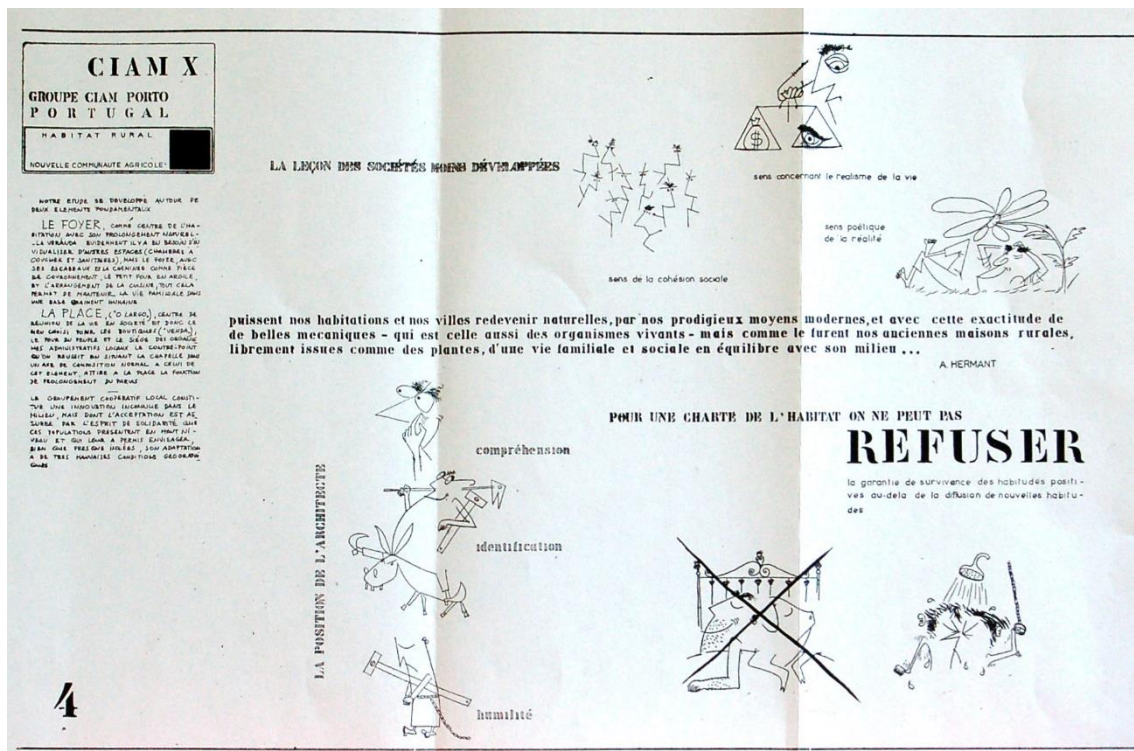 CIAM X
GROUPE CIAM PORTO
PORTUGAL
HABITAT RURAL
NOUVELLE COMMUNAUTE AGRICOLE
NOTRE ETUDE SE DEVELOPPE AUTOUR DE
DEUX ELEMENTS FONDAMENTAUX
LE FOYER, COMME CENTRE DE L'HA-
BITATION AVEC SON PROLONGEMENT NATUREL-
-LA VERANDA EVIDEMMENT IL Y A EU BESOIN D'IN
VIDUALISER D'AUTRES ESPACES (CHAMBRES A
COUCHER ET SANITAIRES), MAIS LE FOYER, AVEC
SES ESCABEAUX ET LA CHEMINEE COMME PIECE
DE COURONNEMENT, LE PETIT FOUR EN ARGILE,
ET L'ARRANGEMENT DE LA CUISINE, TOUT CELA
PERMET DE MAINTENIR LA VIE FAMILIALE DANS
UNE BASE VRAIMENT HUMAINE
LA PLACE, ("O LARGO"), CENTRE DE
REUNION DE LA VIE EN SOCIETE EST DONC LE
LIEU CHOISI POUR LES BOUTIQUES ("VENDA"),
LE FOUR DU PEUPLE ET LE SIEGE DES ORGANIS
MES ADMINISTRATIFS LOCAUX LE CONTRE-POINT
QU'ON REUSSIT EN SITUANT LA CHAPELLE DANS
UN AXE DE COMPOSITION NORMAL A CELUI DE
CET ELEMENT, ATTIRE A LA PLACE LA FONCTION
DE PROLONGEMENT DU PARVIS
LE GROUPEMENT COOPERATIF LOCAL CONSTI-
TUE UNE INNOVATION INCONNUE DANS LE
MILIEU, MAIS DONT L'ACCEPTATION EST AS
SUREE PAR L'ESPRIT DE SOLIDARITE QUE
CES POPULATIONS PRESENTENT EN HAUT NI-
VEAU ET QUI LEUR A PERMIS ENVISAGER,
BIEN QUE PRESQUE ISOLEES, SON ADAPTATION
A DE TRES MAUVAISES CONDITIONS GEOGRAPHI
QUES
4
LA LEÇON DES SOCIÉTÉS MOINS DÉVELOPPÉES
sens de la cohésion sociale
$
sens concernant le realisme de la vie
sens poétique
de la réalité
puissent nos habitations et nos villes redevenir naturelles, par nos prodigieux moyens modernes, et avec cette exactitude de
de belles mecaniques - qui est celle aussi des organismes vivants - mais comme le furent nos anciennes maisons rurales,
librement issues comme des plantes, d'une vie familiale et sociale en équilibre avec son milieu ...
A. HERMANT
LA POSITION DE L'ARCHITECTE
compréhension
identification
humilité
POUR UNE CHARTE DE L'HABITAT ON NE PEUT PAS
REFUSER
la garantie de survivance des habitudes positi-
ves au-dela de la diffusion de nouvelles habitu-
des